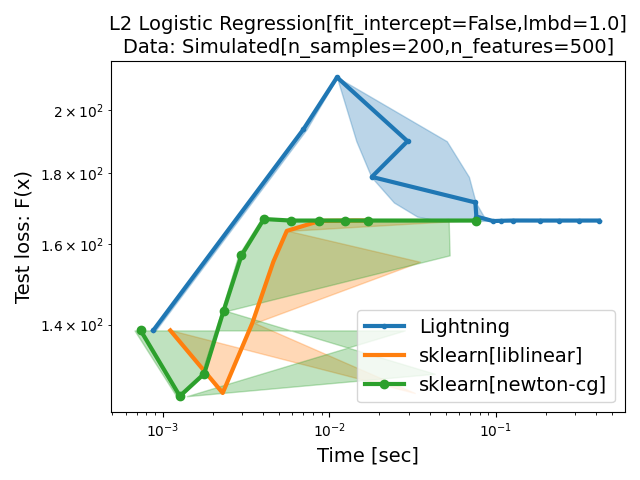 L2 Logistic Regression[fit_intercept=False,lmbd=1.0]
Data: Simulated[n_samples=200,n_features=500]
Test loss: F(x)
2 × 10²
1.8 × 10²
1.6 × 10²
1.4 × 10²
Lightning
sklearn[liblinear]
sklearn[newton-cg]
10⁻³
10⁻²
10⁻¹
Time [sec]